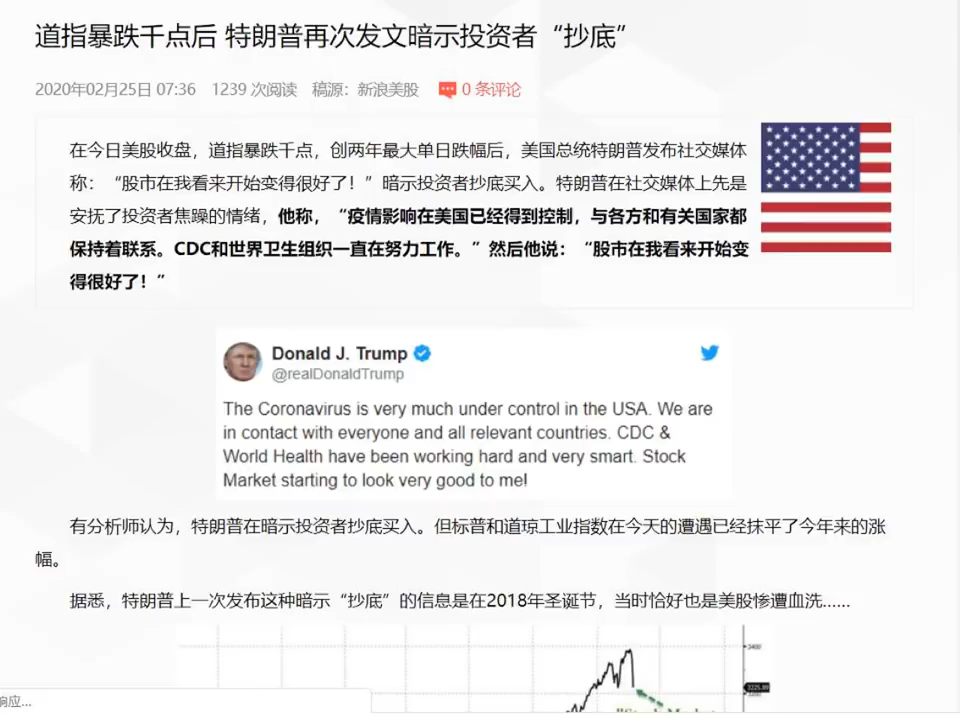 道指暴跌千点后 特朗普再次发文暗示投资者“抄底”
2020年02月25日 07:36 1239 次阅读 稿源：新浪美股 0 条评论
在今日美股收盘，道指暴跌千点，创两年最大单日跌幅后，美国总统特朗普发布社交媒体
称：“股市在我看来开始变得很好了！”暗示投资者抄底买入。特朗普在社交媒体上先是
安抚了投资者焦躁的情绪，他称，“疫情影响在美国已经得到控制，与各方和有关国家都
保持着联系。CDC和世界卫生组织一直在努力工作。”然后他说：“股市在我看来开始变
得很好了！”
Donald J. Trump
@realDonaldTrump
The Coronavirus is very much under control in the USA. We are
in contact with everyone and all relevant countries. CDC &
World Health have been working hard and very smart. Stock
Market starting to look very good to me!
有分析师认为，特朗普在暗示投资者抄底买入。但标普和道琼工业指数在今天的遭遇已经抹平了今年来的涨
幅。
据悉，特朗普上一次发布这种暗示“抄底”的信息是在2018年圣诞节，当时恰好也是美股惨遭血洗......
3400
响应...